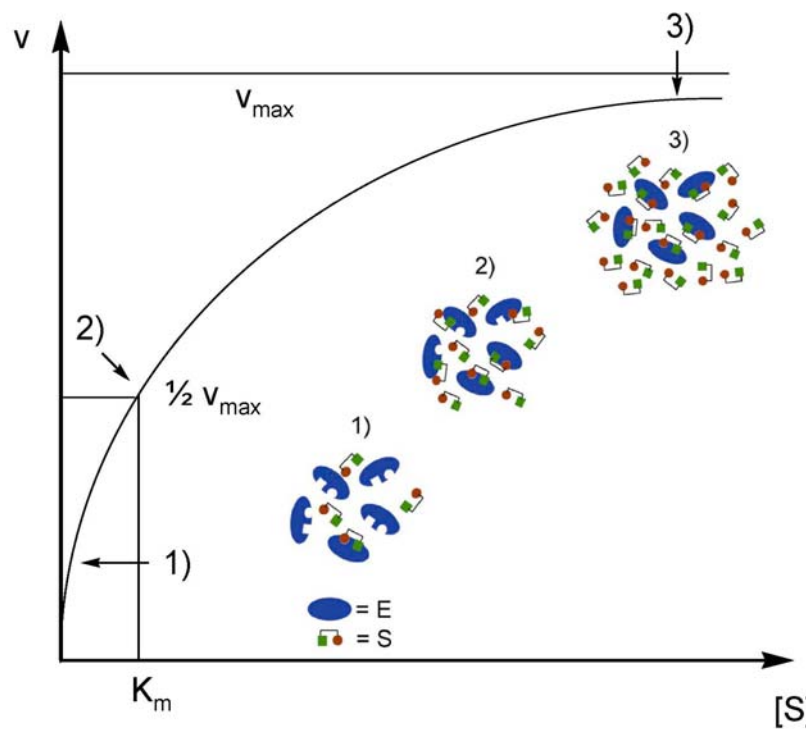 v
3)
vmax
3)
2)
2)
½ vmax
1)
1)
= E
= S
Km
[S]